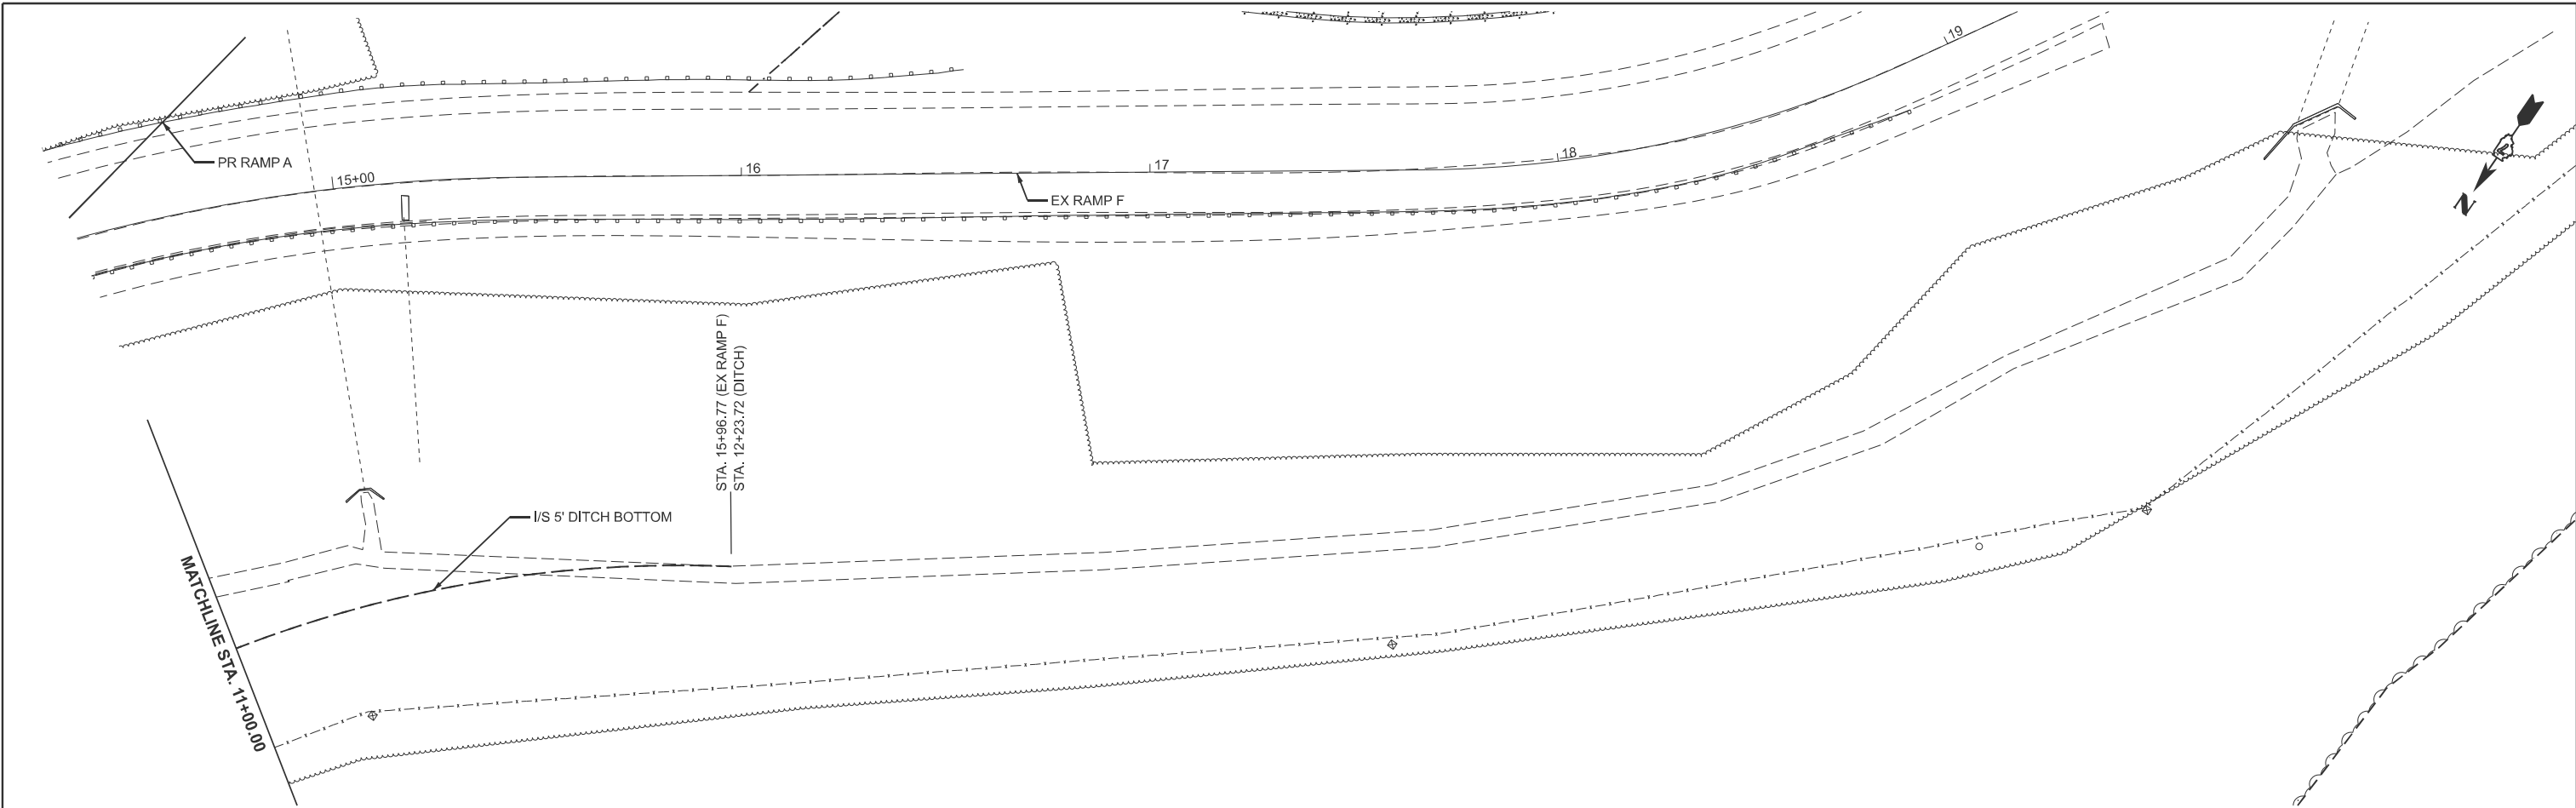 19
PR RAMP A
15+00
16
17
18
EX RAMP F
N
STA. 15+96.77 (EX RAMP F)
STA. 12+23.72 (DITCH)
I/S 5' DITCH BOTTOM
MATCHLINE STA. 11+00.00